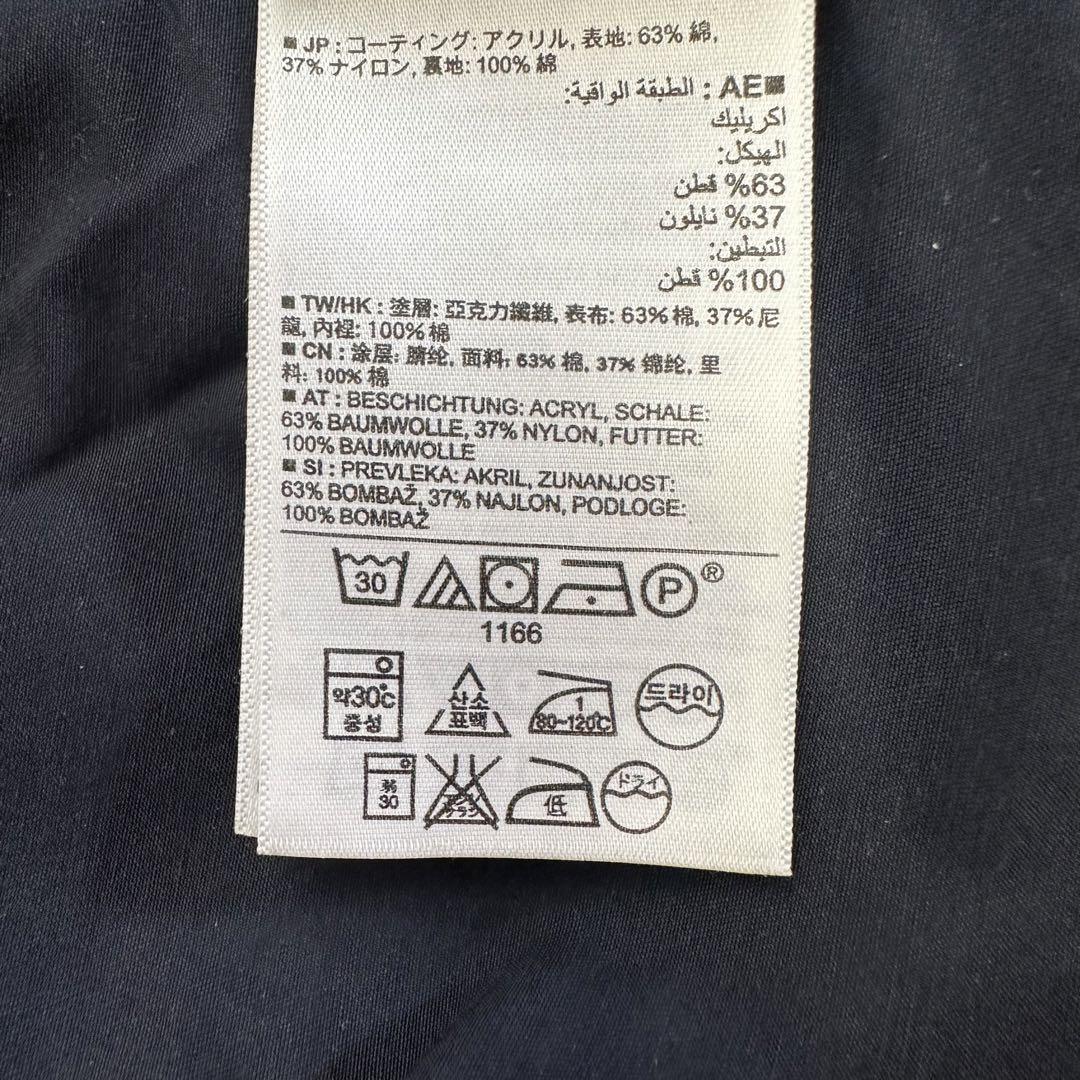 ■ JP : コーティング: アクリル, 表地: 63% 綿,
37% ナイロン, 裏地: 100% 綿
■ AE : الطبقة الواقية:
اكريليك
الهيكل:
63% قطن
37% نايلون
التبطين:
100% قطن
■ TW/HK : 塗層: 亞克力纖維, 表布: 63% 棉, 37% 尼
龍, 內裡: 100% 棉
■ CN : 涂层: 腈纶, 面料: 63% 棉, 37% 锦纶, 里
料: 100% 棉
■ AT : BESCHICHTUNG: ACRYL, SCHALE:
63% BAUMWOLLE, 37% NYLON, FUTTER:
100% BAUMWOLLE
■ SI : PREVLEKA: AKRIL, ZUNANJOST:
63% BOMBAŽ, 37% NAJLON, PODLOGE:
100% BOMBAŽ
30 P ®
1166
약30℃ 산소 1 드라이
중성 표백 80~120℃
弱 ドライ
30 低